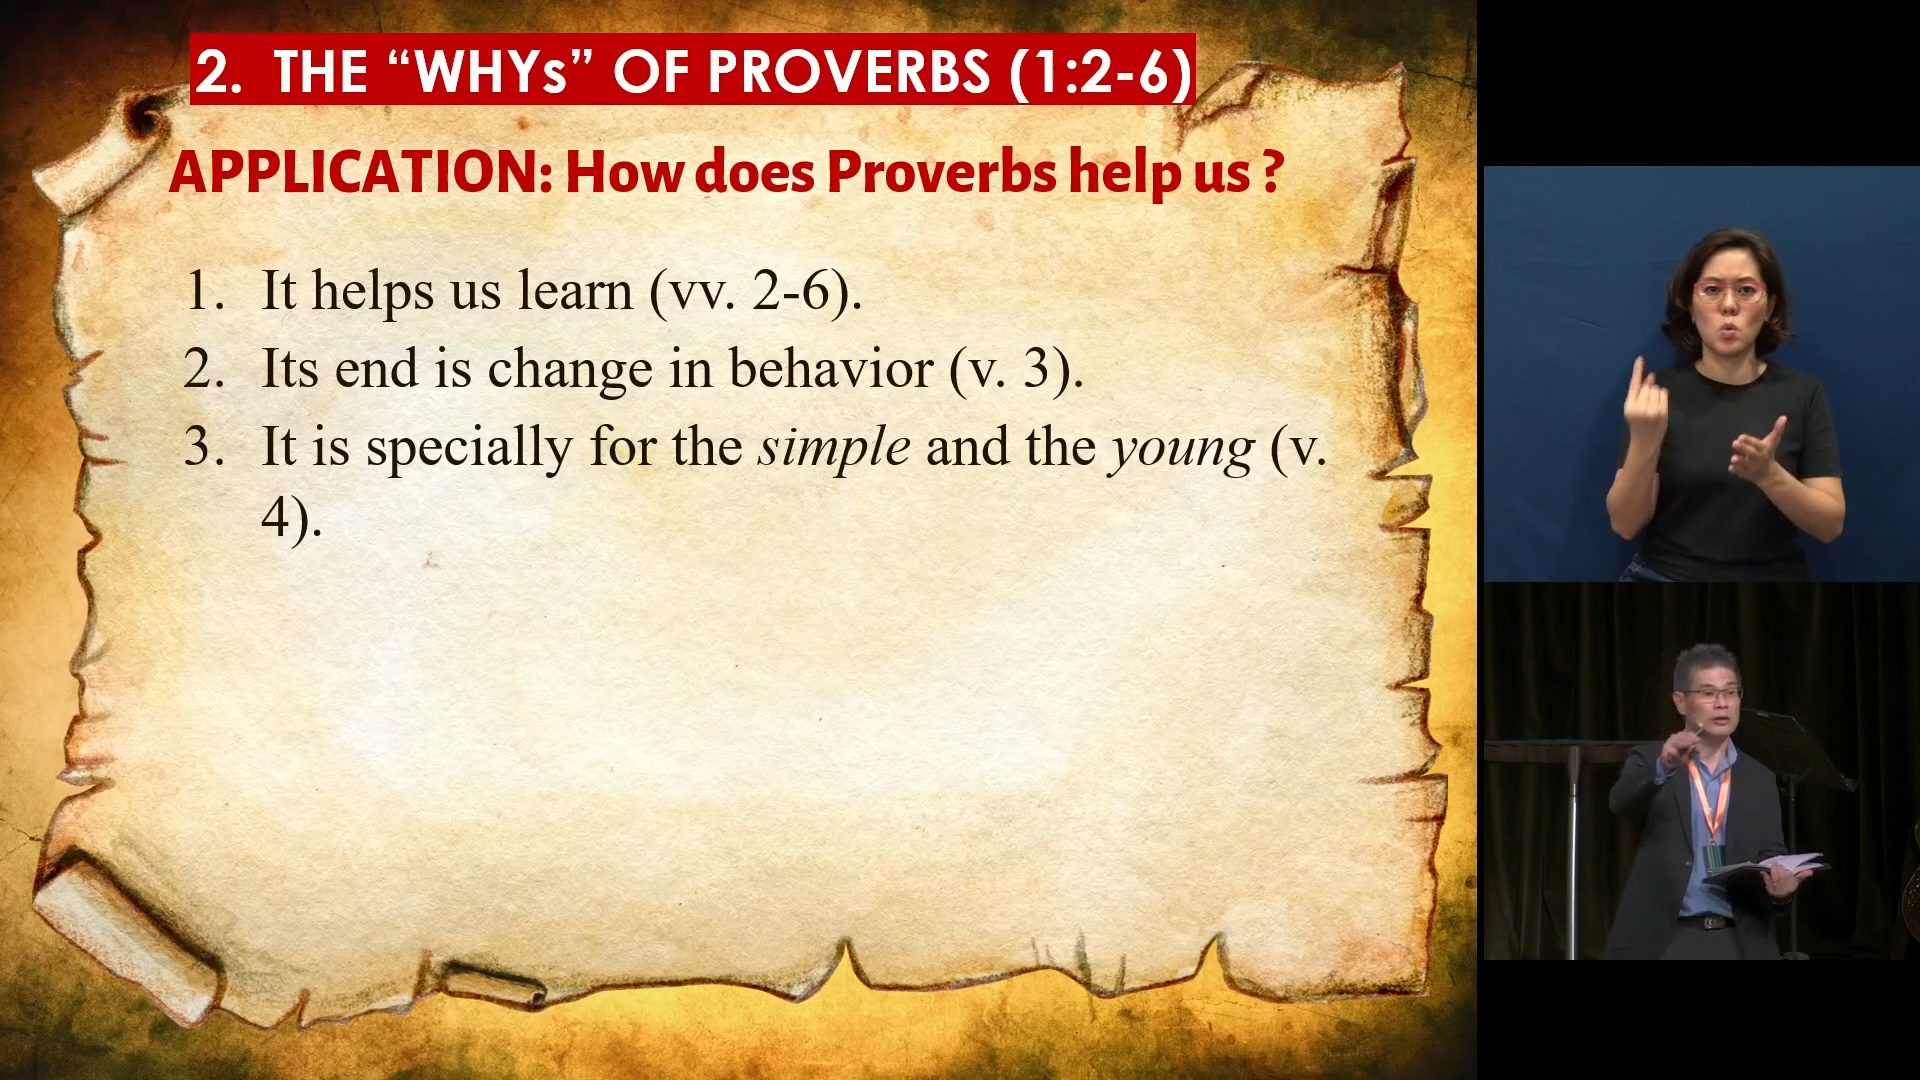 2. THE “WHYs” OF PROVERBS (1:2-6)
APPLICATION: How does Proverbs help us ?
1. It helps us learn (vv. 2-6).
2. Its end is change in behavior (v. 3).
3. It is specially for the simple and the young (v.
4).